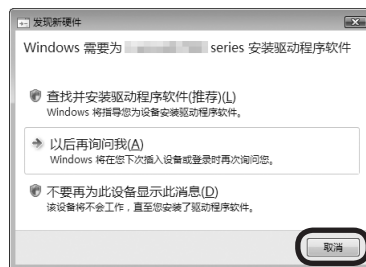 发现新硬件
Windows 需要为 series 安装驱动程序软件
查找并安装驱动程序软件(推荐)(L)
Windows 将指导您为设备安装驱动程序软件。
以后再询问我(A)
Windows 将在您下次插入设备或登录时再次询问您。
不要再为此设备显示此消息(D)
该设备将不会工作，直至您安装了驱动程序软件。
取消